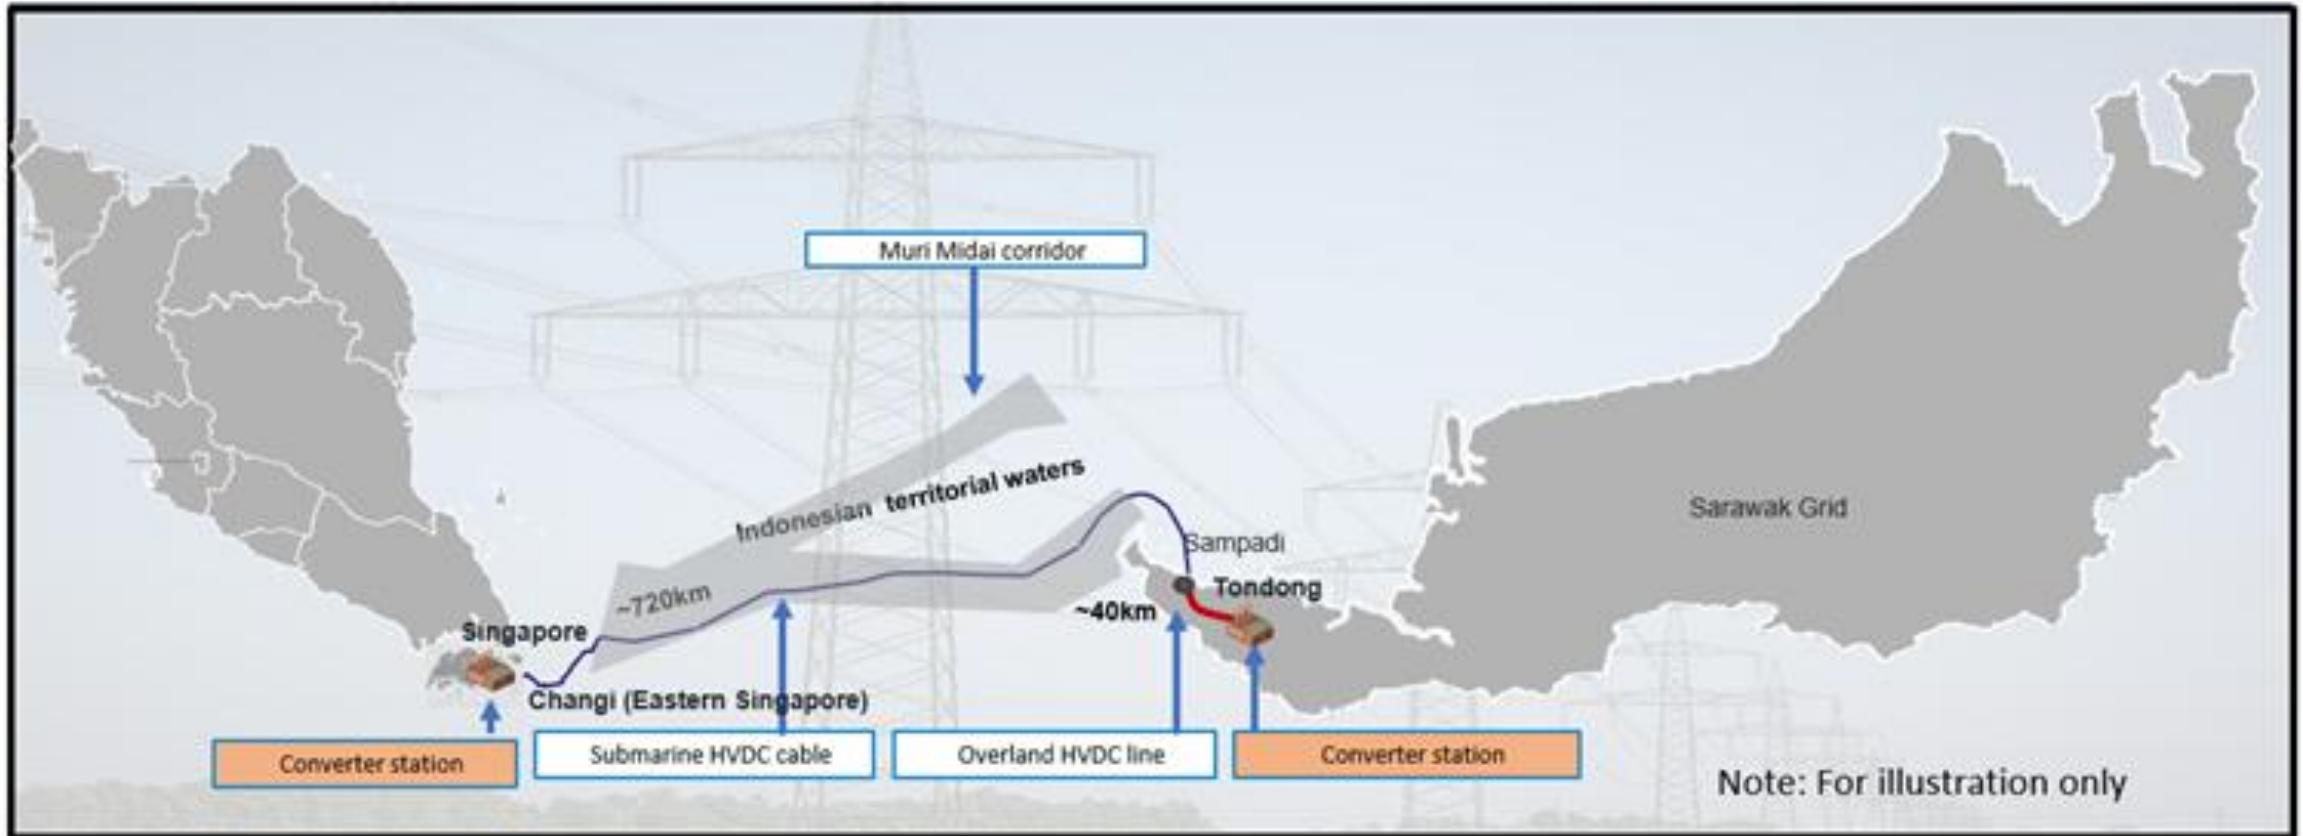 Muri Midai corridor
Indonesian territorial waters
Sampadi
Sarawak Grid
~720km
Tondong
~40km
Singapore
Changi (Eastern Singapore)
Converter station
Submarine HVDC cable
Overland HVDC line
Converter station
Note: For illustration only